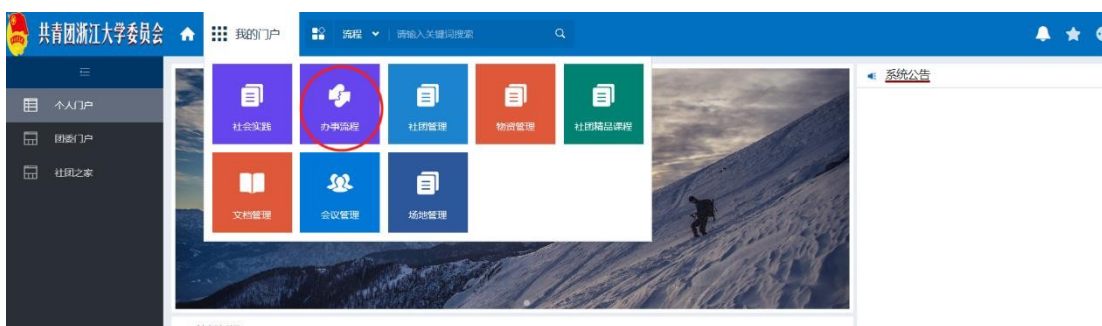 共青团浙江大学委员会
我的门户
流程
请输入关键词搜索
个人门户
团委门户
社团之家
社会实践
办事流程
社团管理
物资管理
社团精品课程
文档管理
会议管理
场地管理
系统公告